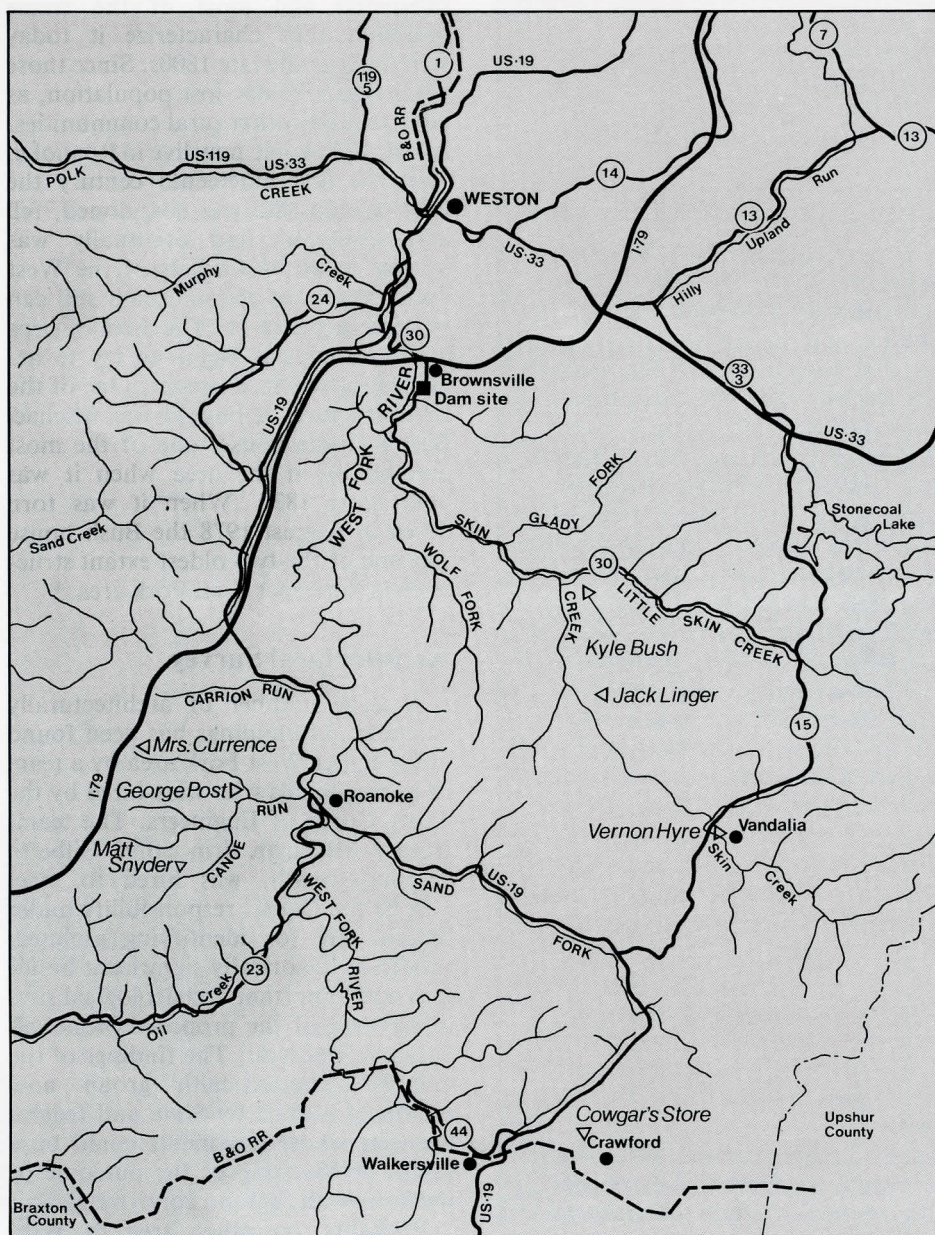 7
1
US·19
119
5
13
B&O RR
US·119
US·33
POLK
CREEK
14
Run
WESTON
13
Upland
I·79
US·33
Hilly
Murphy
Creek
24
30
33
3
US·19
RIVER
Brownsville
Dam site
US·33
WEST FORK
FORK
Stonecoal
Lake
GLADY
SKIN
Sand Creek
WOLF
FORK
30
LITTLE
SKIN
CREEK
CREEK
Kyle Bush
CARRION RUN
Jack Linger
15
I·79
Mrs. Currence
George Post
Roanoke
RUN
Vernon Hyre
Vandalia
Matt
Snyder
CANOE
Skin
Creek
SAND
US·19
FORK
WEST FORK
RIVER
23
Oil Creek
Cowgar's Store
Crawford
Upshur
County
B&O RR
44
Walkersville
US·19
Braxton
County